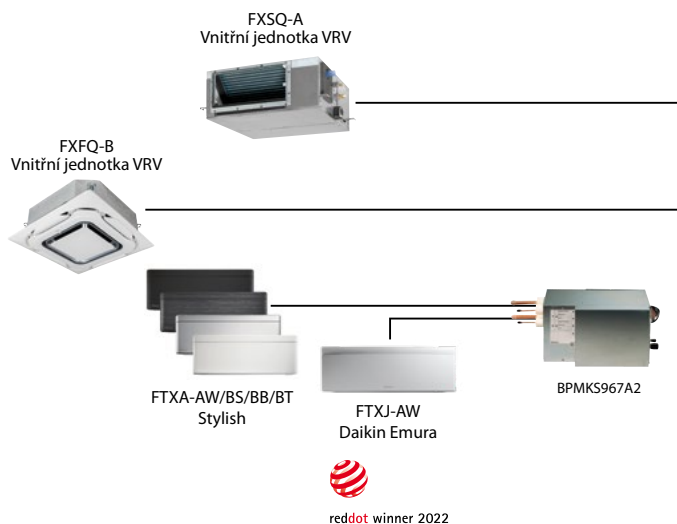 FXSQ-A
Vnitřní jednotka VRV
FXFQ-B
Vnitřní jednotka VRV
FTXA-AW/BS/BB/BT
Stylish
FTXJ-AW
Daikin Emura
BPMKS967A2
reddot winner 2022